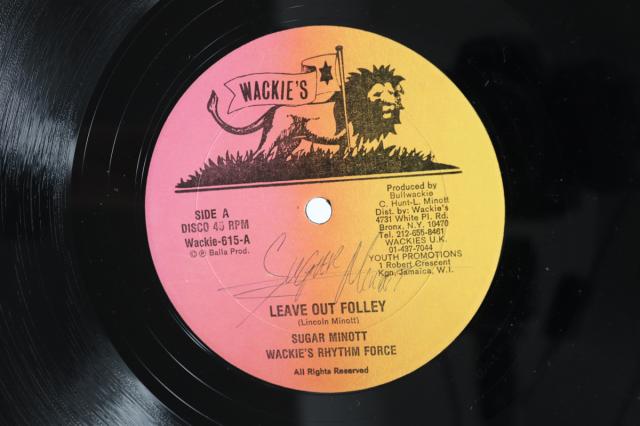 WACKIE'S
SIDE A
DISCO 45 RPM
Wackie-615-A
© ℗ Balla Prod.
Produced by
Bullwackie
C. Hunt-L. Minott
Dist. by: Wackie's
4731 White Pl. Rd.
Bronx, N.Y. 10470
Tel. 212-655-8461
WACKIES U.K.
01-437-7044
YOUTH PROMOTIONS
1 Robert Crescent
Kgn. Jamaica, W.I.
Sugar Minott
LEAVE OUT FOLLEY
(Lincoln Minott)
SUGAR MINOTT
WACKIE'S RHYTHM FORCE
All Rights Reserved